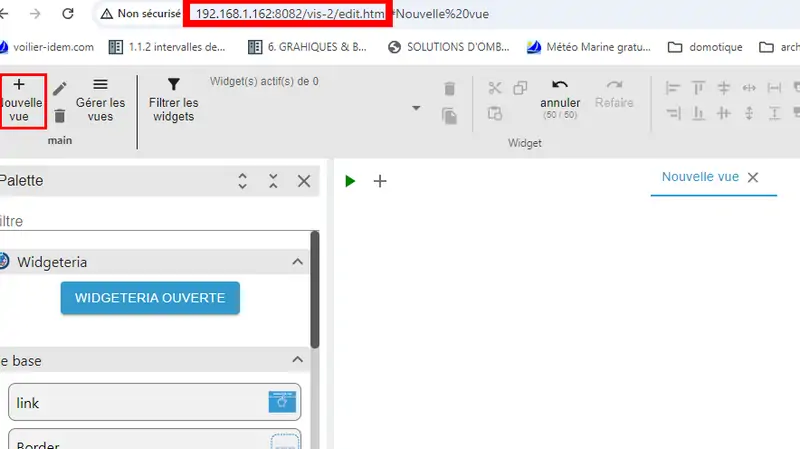 Non sécurisé 192.168.1.162:8082/vis-2/edit.htm #Nouvelle%20vue
voilier-idem.com 1.1.2 intervalles de... 6. GRAHIQUES & B... SOLUTIONS D'OMB... Météo Marine gratu... domotique arch
Nouvelle vue
Gérer les vues
main
Filtrer les widgets
Widget(s) actif(s) de 0
annuler
(50 / 50)
Refaire
Widget
Palette
Nouvelle vue
iltre
Widgeteria
WIDGETERIA OUVERTE
e base
link
Border